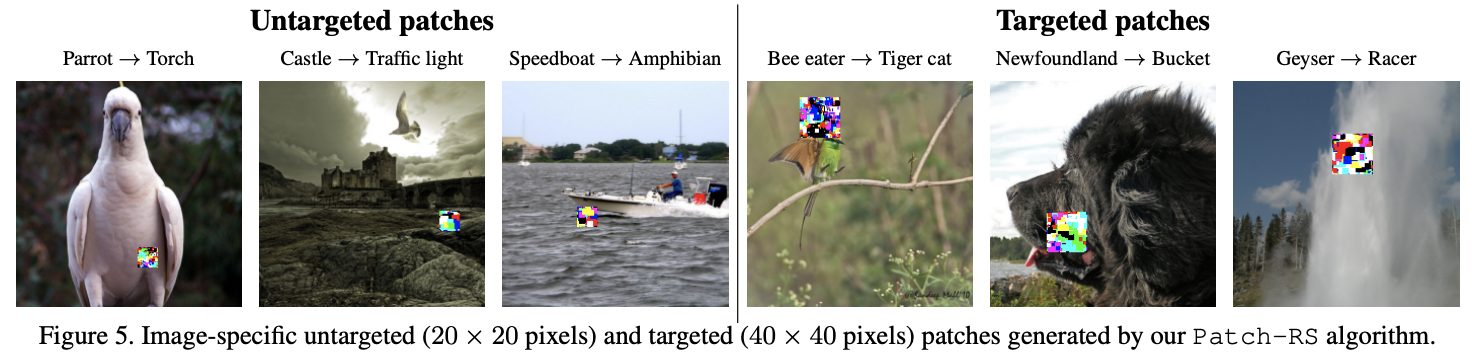 Untargeted patches
Targeted patches
Parrot → Torch
Castle → Traffic light
Speedboat → Amphibian
Bee eater → Tiger cat
Newfoundland → Bucket
Geyser → Racer
Figure 5. Image-specific untargeted (20 × 20 pixels) and targeted (40 × 40 pixels) patches generated by our Patch-RS algorithm.